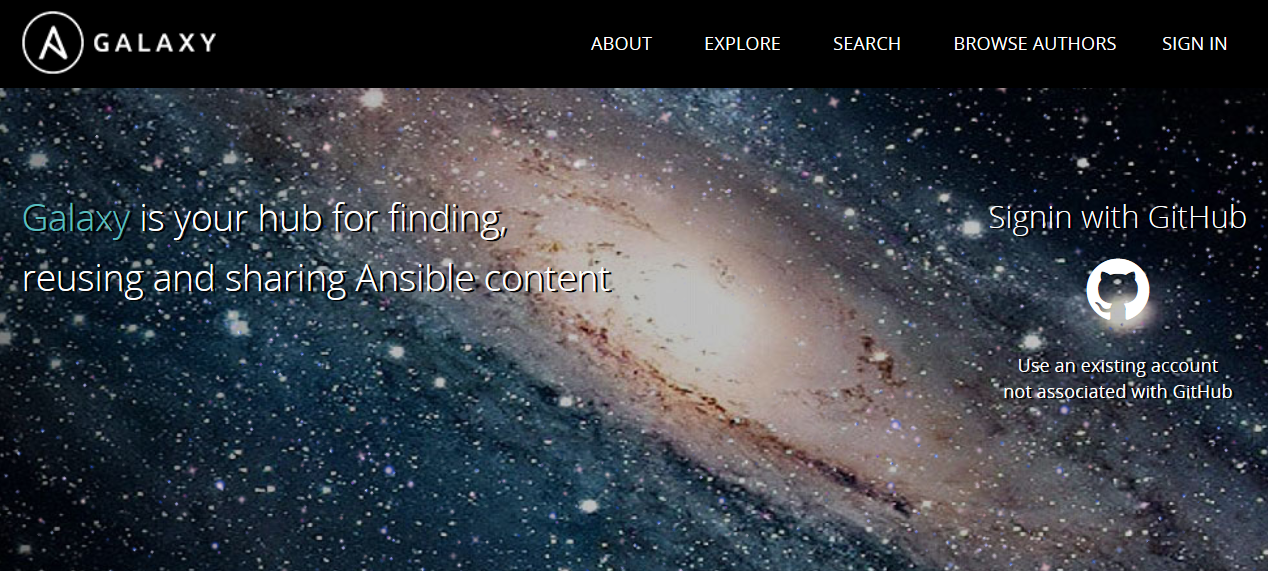 GALAXY
ABOUT EXPLORE SEARCH BROWSE AUTHORS SIGN IN
Galaxy is your hub for finding,
reusing and sharing Ansible content
Signin with GitHub
Use an existing account
not associated with GitHub